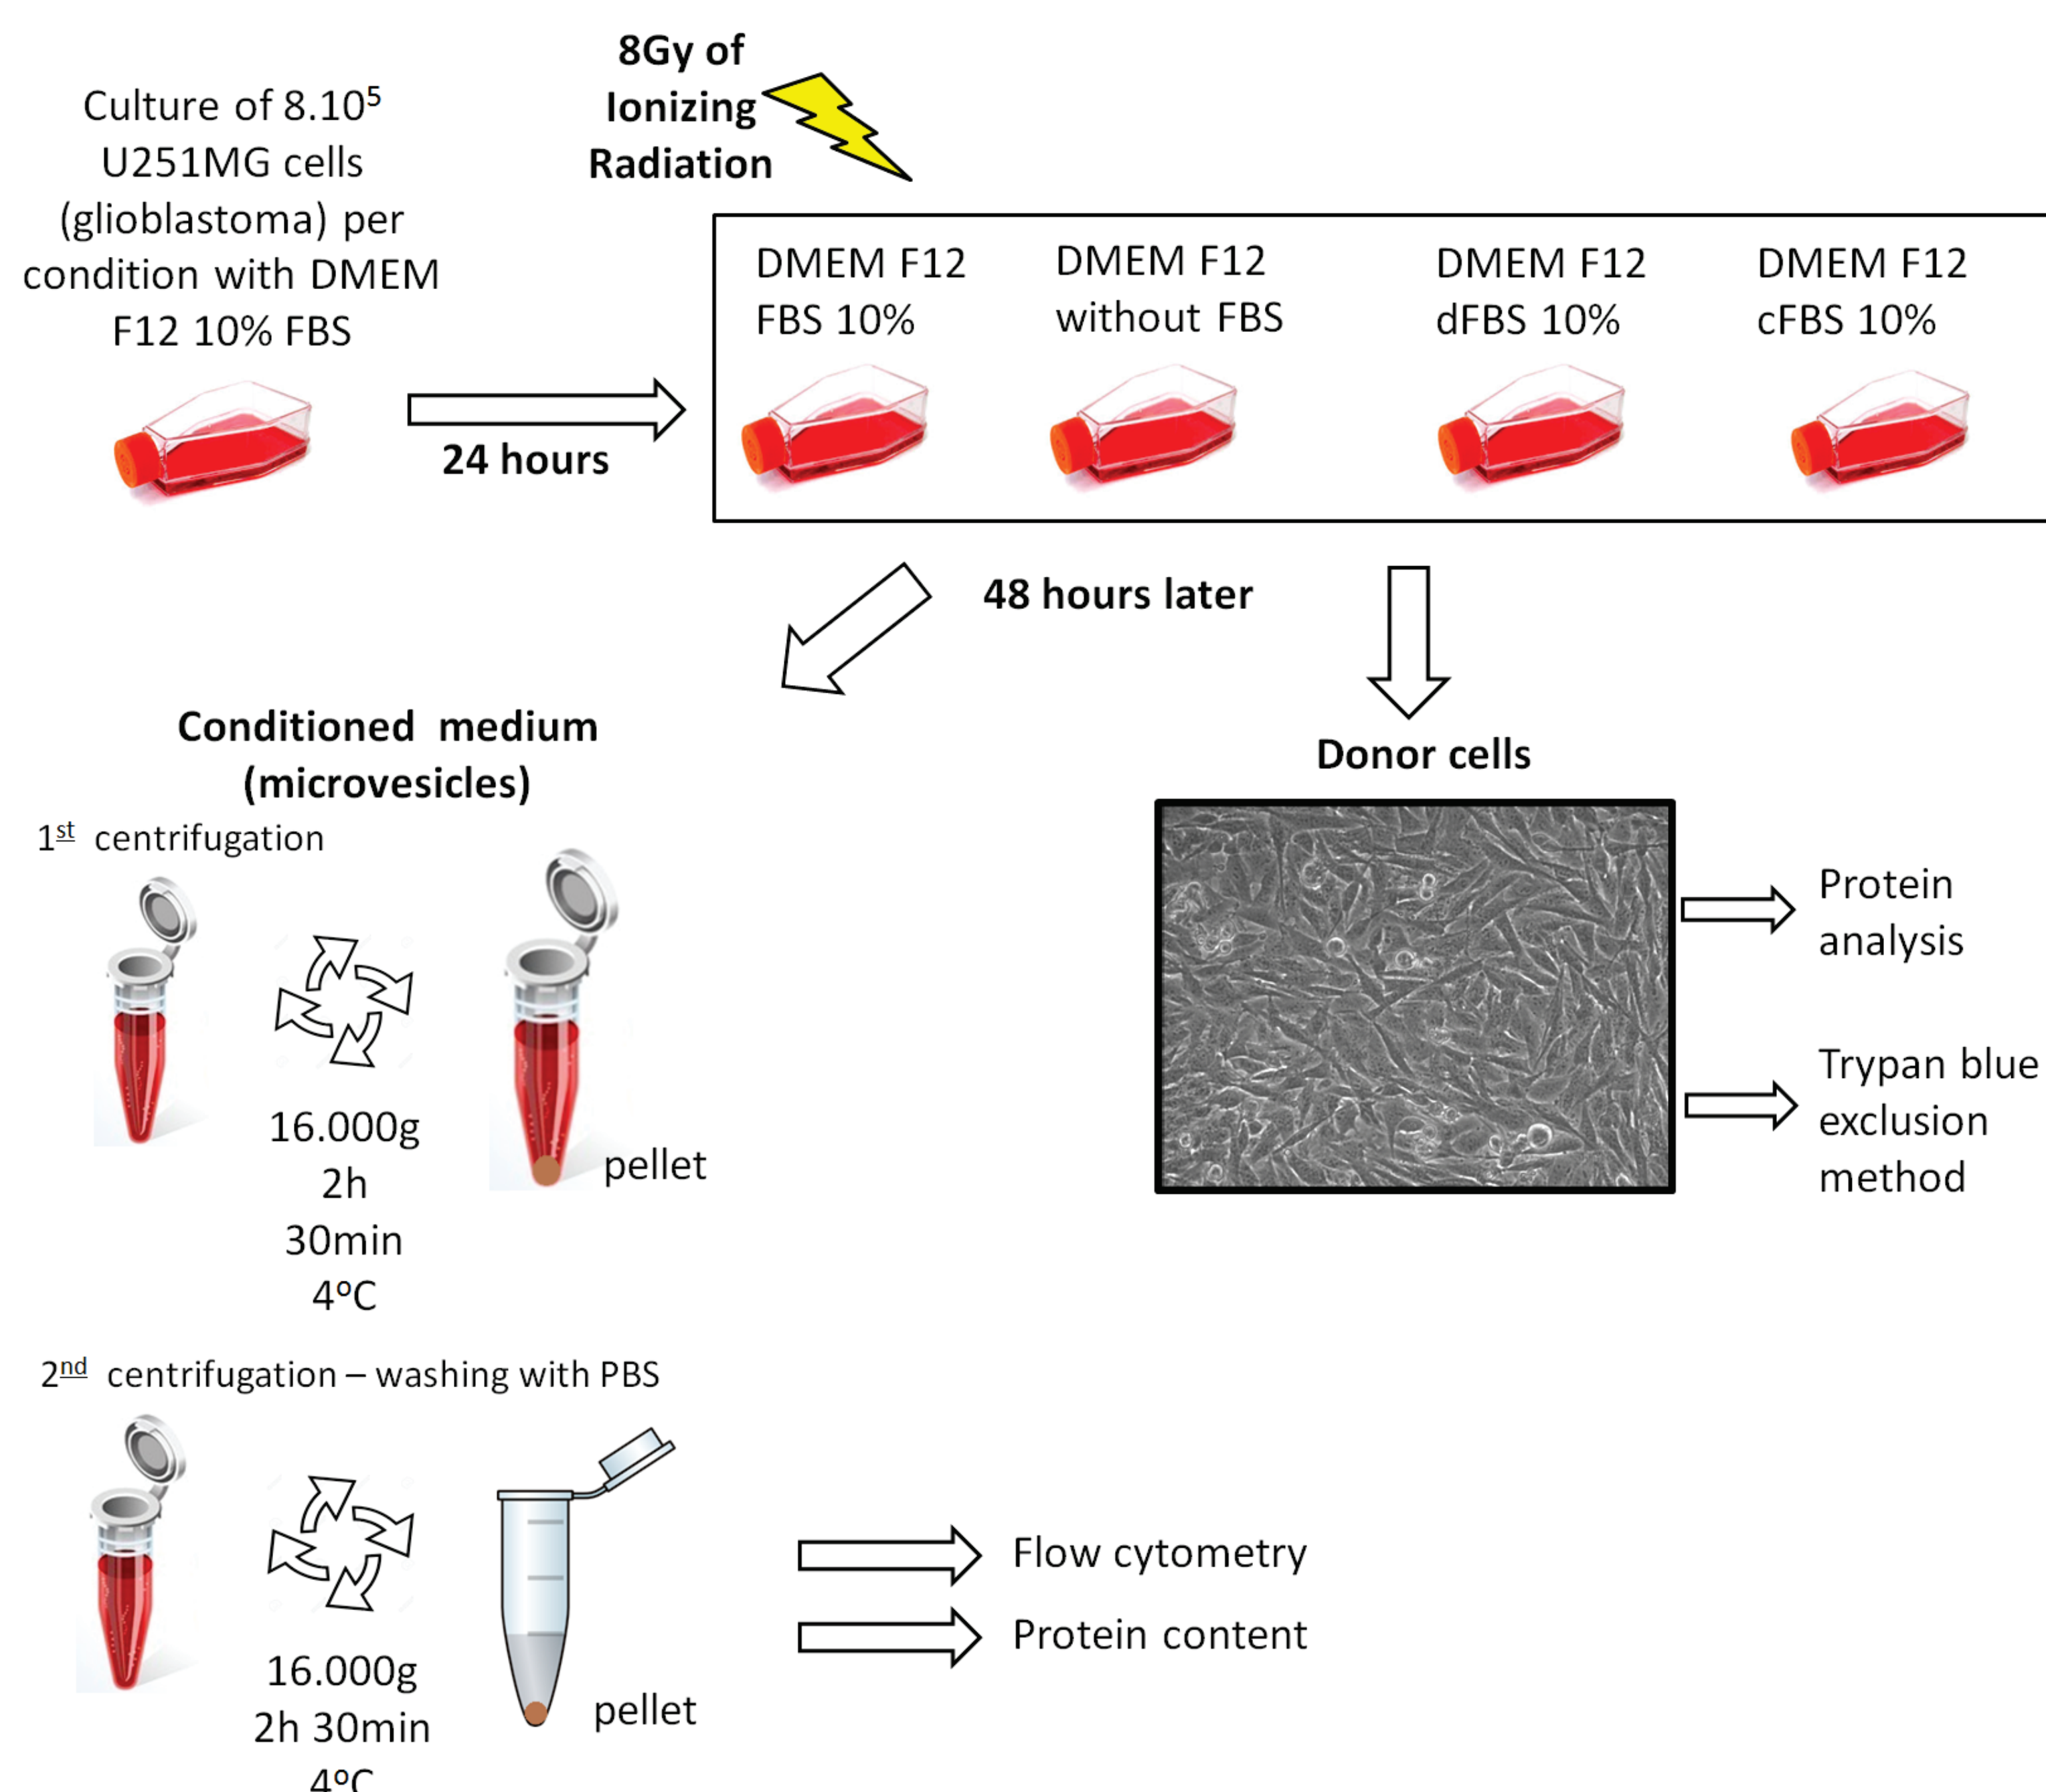 Culture of 8.10⁵
U251MG cells
(glioblastoma) per
condition with DMEM
F12 10% FBS
24 hours
8Gy of
Ionizing
Radiation
DMEM F12
FBS 10%
DMEM F12
without FBS
DMEM F12
dFBS 10%
DMEM F12
cFBS 10%
48 hours later
Conditioned medium
(microvesicles)
1st centrifugation
16.000g
2h
30min
4ºC
pellet
Donor cells
Protein
analysis
Trypan blue
exclusion
method
2nd centrifugation – washing with PBS
16.000g
2h 30min
4ºC
pellet
Flow cytometry
Protein content